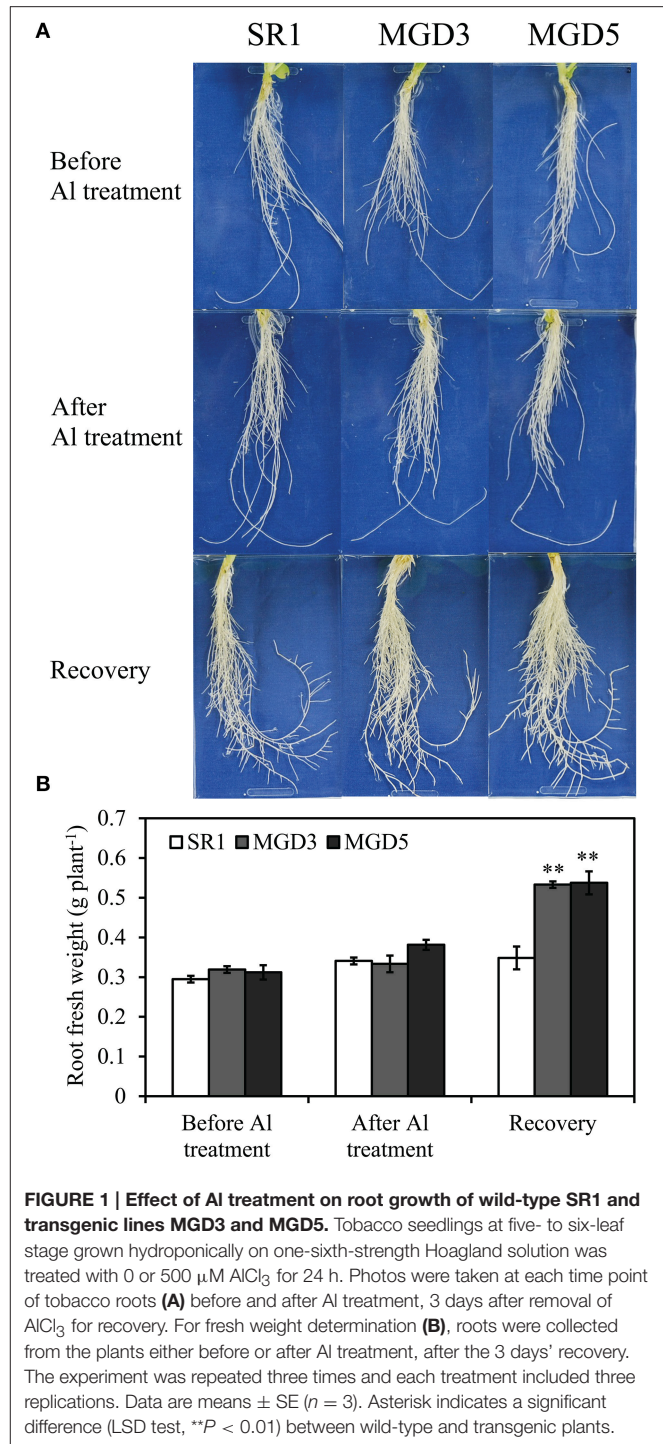 A
SR1 MGD3 MGD5
Before
Al treatment
After
Al treatment
Recovery
B
0.7
0.6
0.5
0.4
0.3
0.2
0.1
0
Root fresh weight (g plant-1)
SR1 MGD3 MGD5
** **
Before Al
treatment
After Al
treatment
Recovery
FIGURE 1 | Effect of Al treatment on root growth of wild-type SR1 and
transgenic lines MGD3 and MGD5. Tobacco seedlings at five- to six-leaf
stage grown hydroponically on one-sixth-strength Hoagland solution was
treated with 0 or 500 μM AlCl3 for 24 h. Photos were taken at each time point
of tobacco roots (A) before and after Al treatment, 3 days after removal of
AlCl3 for recovery. For fresh weight determination (B), roots were collected
from the plants either before or after Al treatment, after the 3 days' recovery.
The experiment was repeated three times and each treatment included three
replications. Data are means ± SE (n = 3). Asterisk indicates a significant
difference (LSD test, **P < 0.01) between wild-type and transgenic plants.